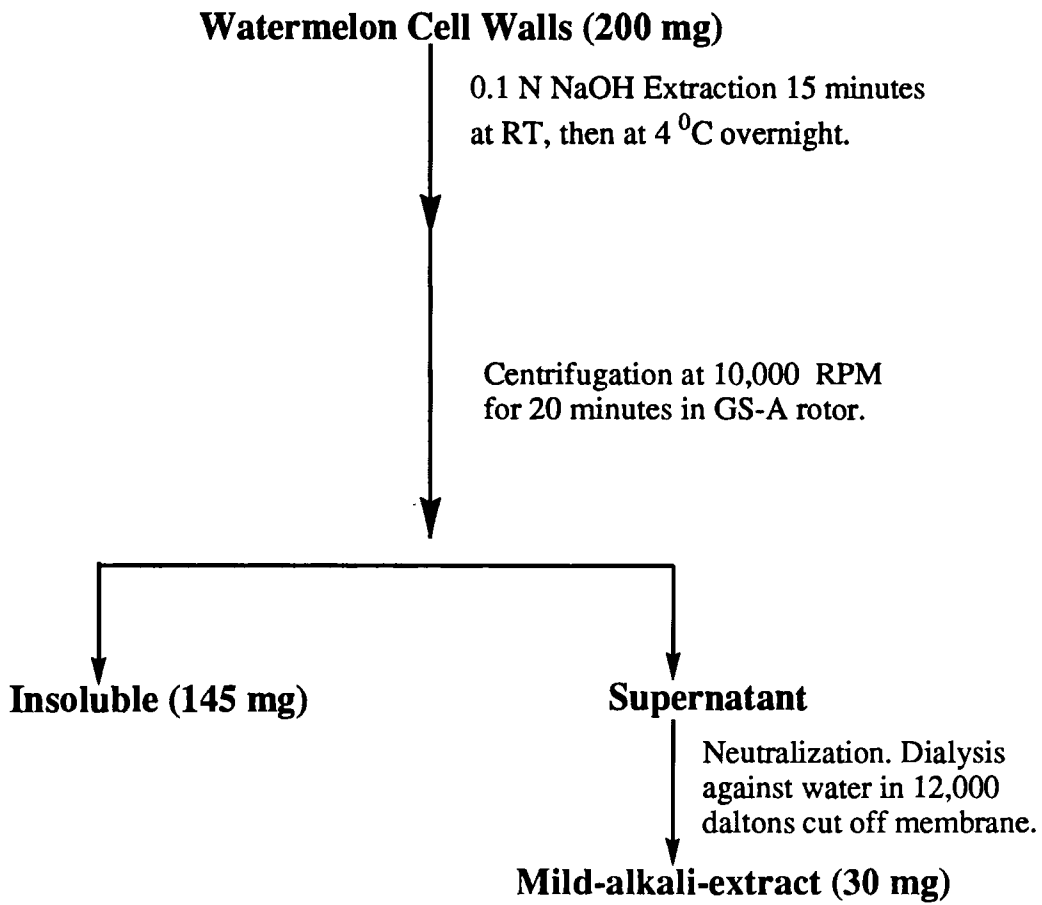 Watermelon Cell Walls (200 mg)
0.1 N NaOH Extraction 15 minutes
at RT, then at 4 ⁰C overnight.
Centrifugation at 10,000 RPM
for 20 minutes in GS-A rotor.
Insoluble (145 mg)
Supernatant
Neutralization. Dialysis
against water in 12,000
daltons cut off membrane.
Mild-alkali-extract (30 mg)